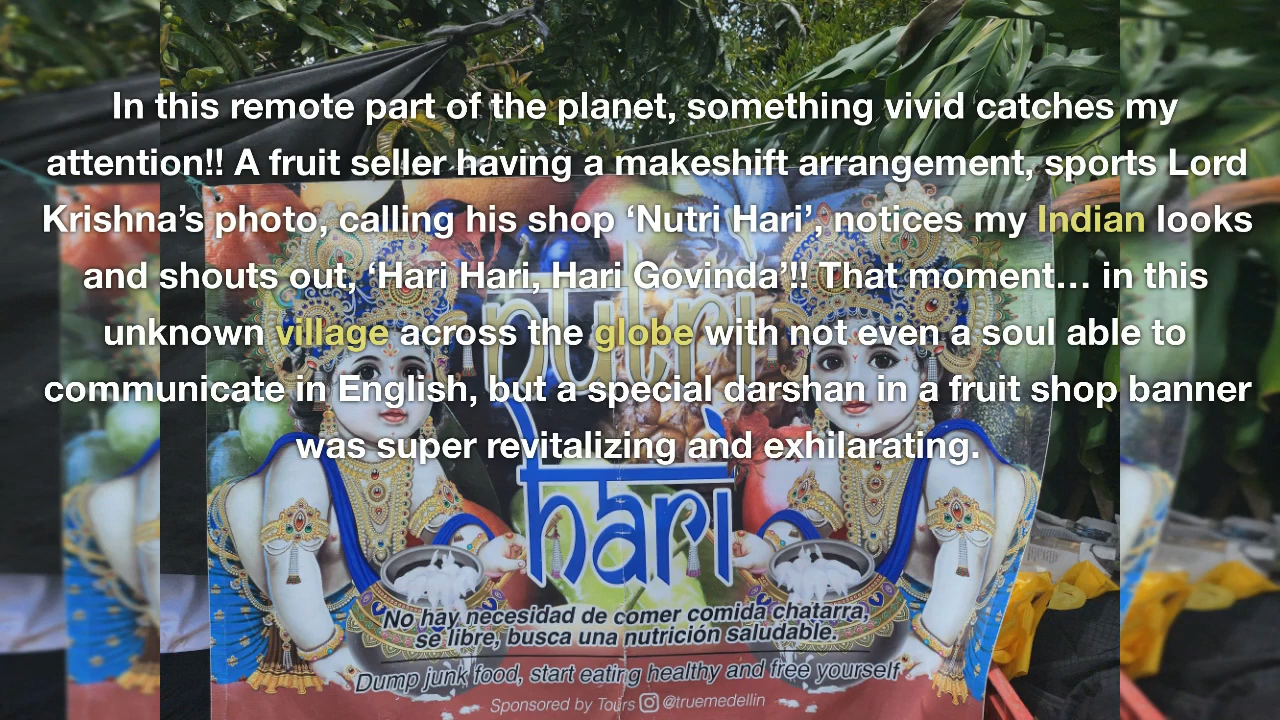 In this remote part of the planet, something vivid catches my
attention!! A fruit seller having a makeshift arrangement, sports Lord
Krishna’s photo, calling his shop ‘Nutri Hari’, notices my Indian looks
and shouts out, ‘Hari Hari, Hari Govinda’!! That moment… in this
unknown village across the globe with not even a soul able to
communicate in English, but a special darshan in a fruit shop banner
was super revitalizing and exhilarating.
nutri
hari
No hay necesidad de comer comida chatarra,
se libre, busca una nutrición saludable.
Dump junk food, start eating healthy and free yourself
Sponsored by Tours @truemedellin